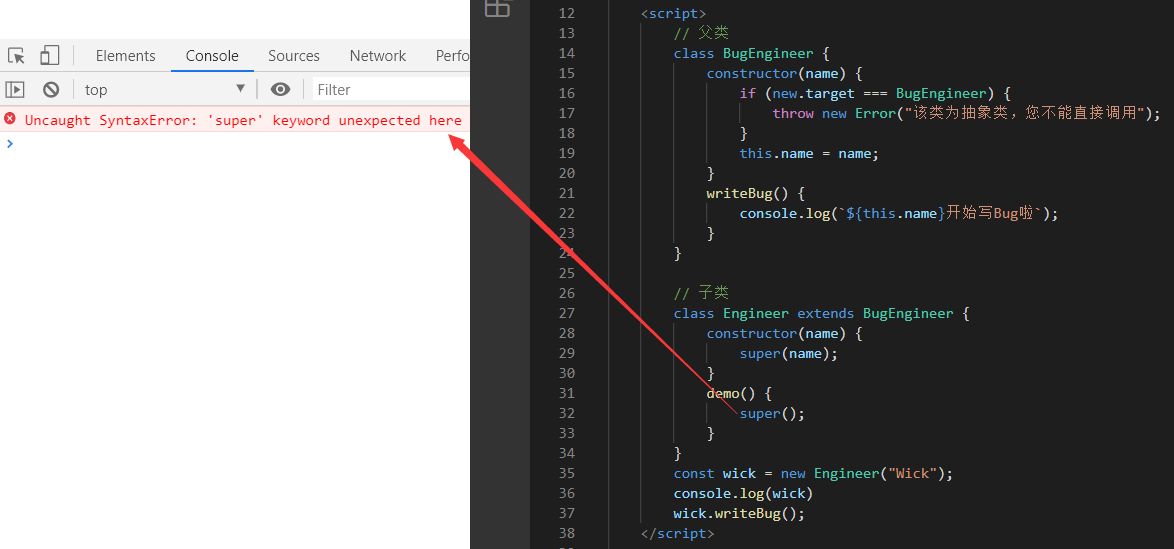 Elements Console Sources Network Perfo
top Filter
Uncaught SyntaxError: 'super' keyword unexpected here
12 <script>
13 // 父类
14 class BugEngineer {
15 constructor(name) {
16 if (new.target === BugEngineer) {
17 throw new Error("该类为抽象类，您不能直接调用");
18 }
19 this.name = name;
20 }
21 writeBug() {
22 console.log(`${this.name}开始写Bug啦`);
23 }
24 }
25
26 // 子类
27 class Engineer extends BugEngineer {
28 constructor(name) {
29 super(name);
30 }
31 demo() {
32 super();
33 }
34 }
35 const wick = new Engineer("Wick");
36 console.log(wick)
37 wick.writeBug();
38 </script>